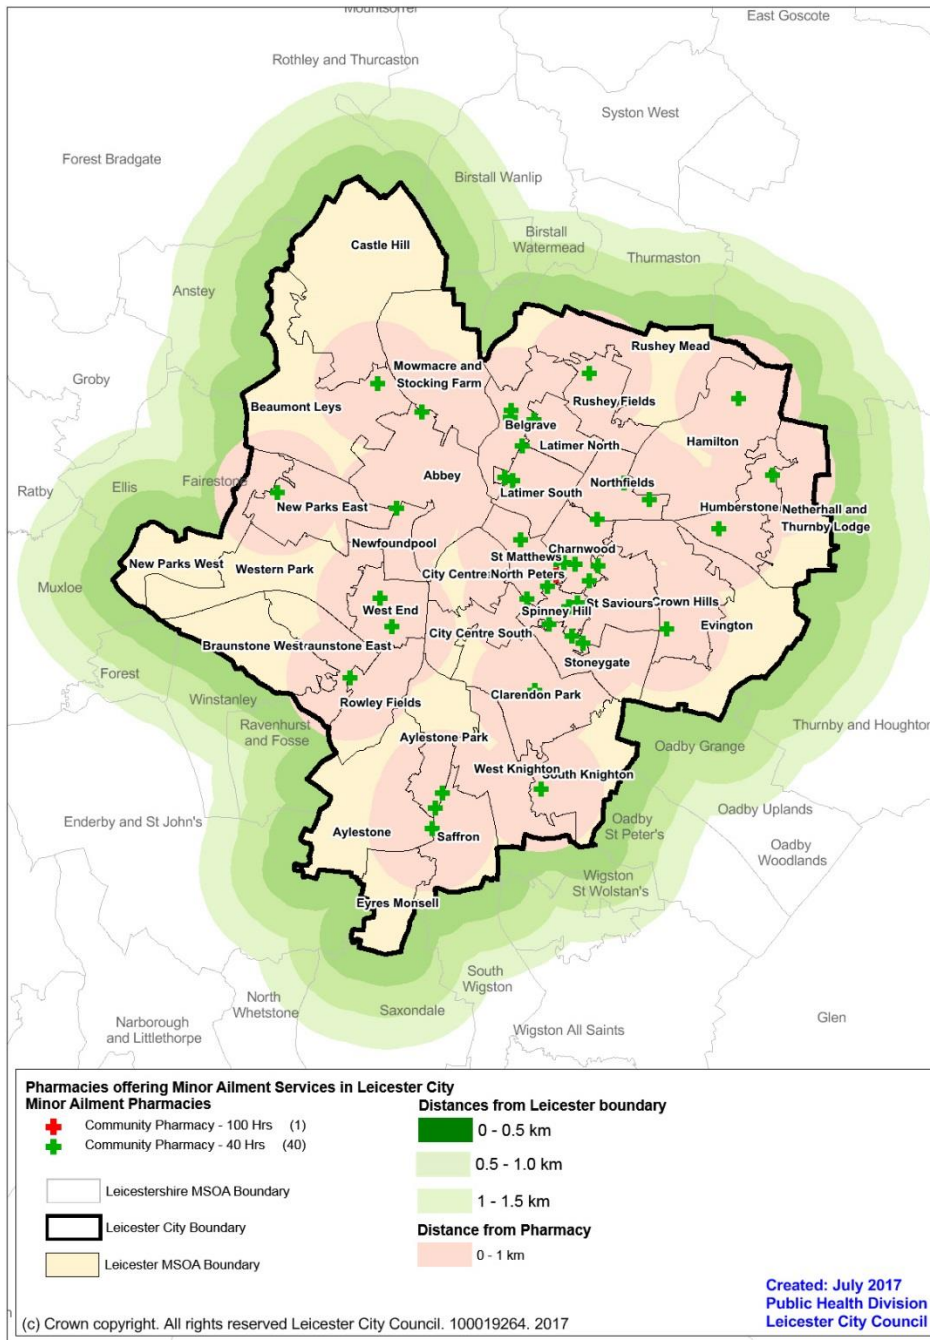 Mountsorrel
East Goscote
Rothley and Thurcaston
Syston West
Forest Bradgate
Birstall Wanlip
Birstall
Watermead
Castle Hill
Thurmaston
Anstey
Rushey Mead
Groby
Mowmacre and
Stocking Farm
Beaumont Leys
Rushey Fields
Belgrave
Latimer North
Hamilton
Abbey
Ratby
Ellis
Fairestone
Latimer South
Northfields
New Parks East
Humberstone
Netherhall and
Thurnby Lodge
Newfoundpool
New Parks West
Western Park
St Matthews
Charnwood
City Centre
North
Peters
Muxloe
West End
Spinney Hill
St Saviours
Crown Hills
Evington
City Centre South
Braunstone West
raunstone East
Stoneygate
Forest
Winstanley
Rowley Fields
Clarendon Park
Ravenhurst
and Fosse
Thurnby and Houghton
Aylestone Park
Oadby Grange
West Knighton
South Knighton
Enderby and St John's
Oadby Uplands
Aylestone
Saffron
Oadby
St Peter's
Oadby
Woodlands
Wigston
St Wolstan's
Eyres Monsell
South
Wigston
North
Whetstone
Saxondale
Narborough
and Littlethorpe
Wigston All Saints
Glen
Pharmacies offering Minor Ailment Services in Leicester City
Minor Ailment Pharmacies
Community Pharmacy - 100 Hrs (1)
Community Pharmacy - 40 Hrs (40)
Leicestershire MSOA Boundary
Leicester City Boundary
Leicester MSOA Boundary
Distances from Leicester boundary
0 - 0.5 km
0.5 - 1.0 km
1 - 1.5 km
Distance from Pharmacy
0 - 1 km
Created: July 2017
Public Health Division
Leicester City Council
(c) Crown copyright. All rights reserved Leicester City Council. 100019264. 2017